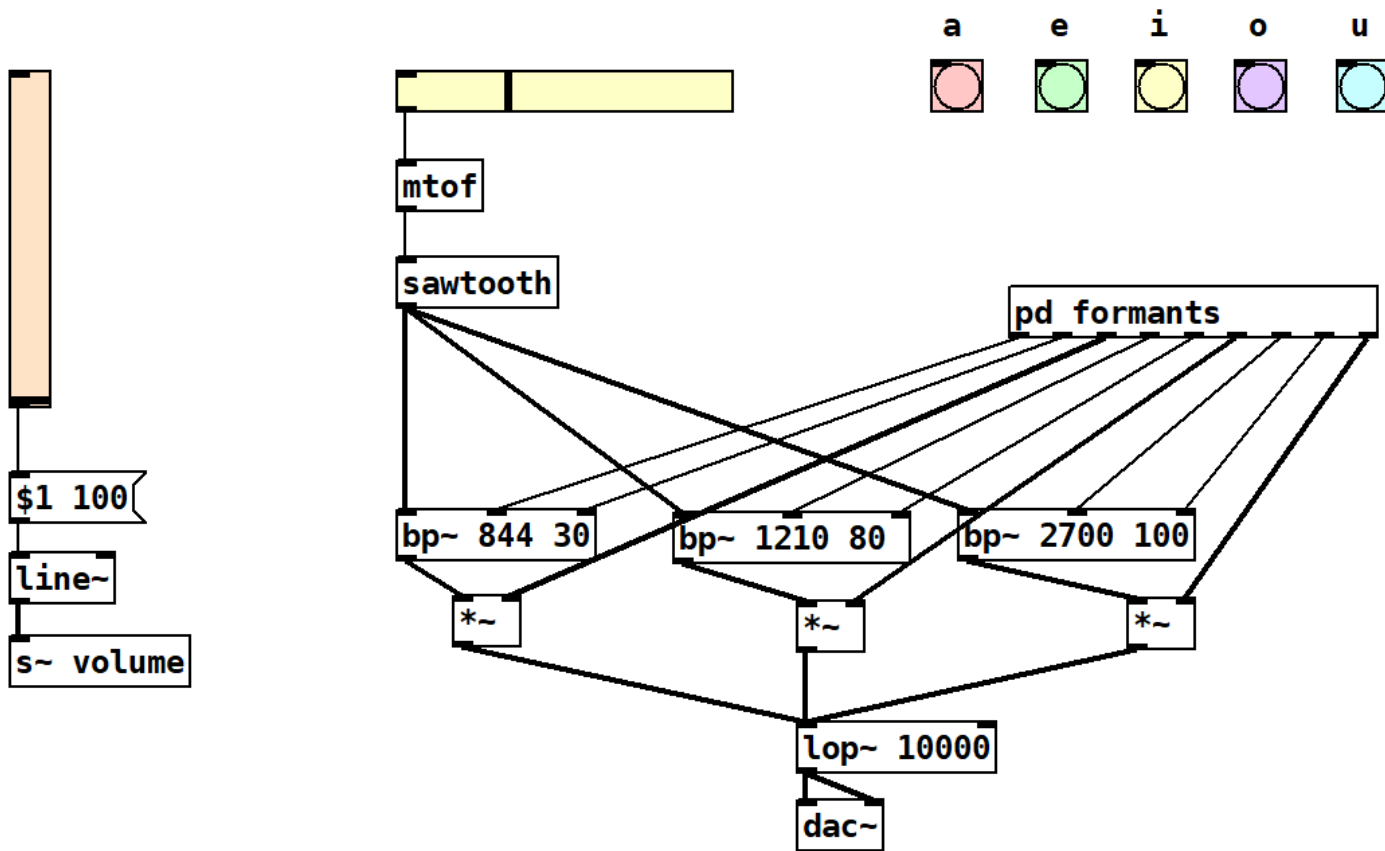 a e i o u
mtof
sawtooth
pd formants
$1 100
bp~ 844 30
bp~ 1210 80
bp~ 2700 100
line~
*~
*~
*~
s~ volume
lop~ 10000
dac~